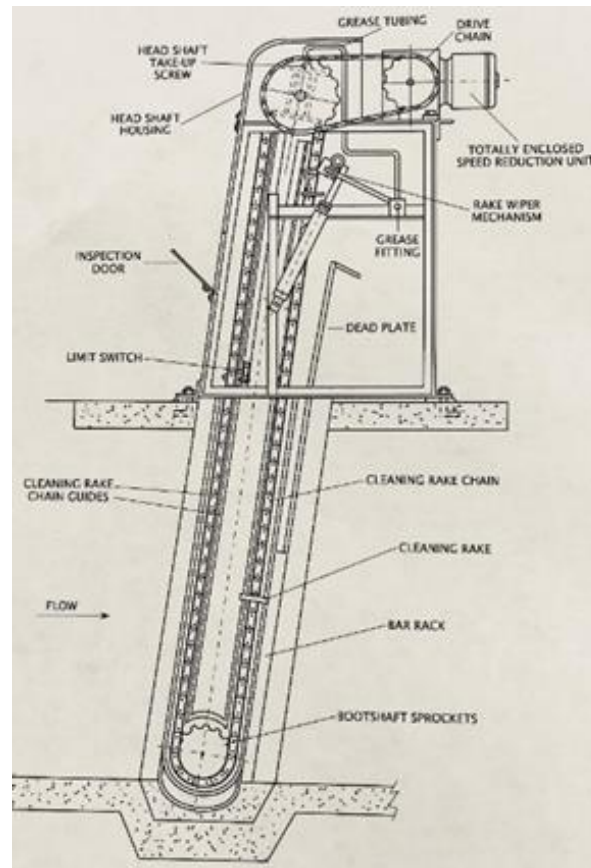 GREASE TUBING
DRIVE
CHAIN
HEAD SHAFT
TAKE-UP
SCREW
HEAD SHAFT
HOUSING
TOTALLY ENCLOSED
SPEED REDUCTION UNIT
RAKE WIPER
MECHANISM
GREASE
FITTING
INSPECTION
DOOR
DEAD PLATE
LIMIT SWITCH
CLEANING RAKE
CHAIN GUIDES
CLEANING RAKE CHAIN
CLEANING RAKE
FLOW
BAR RACK
BOOTSHAFT SPROCKETS